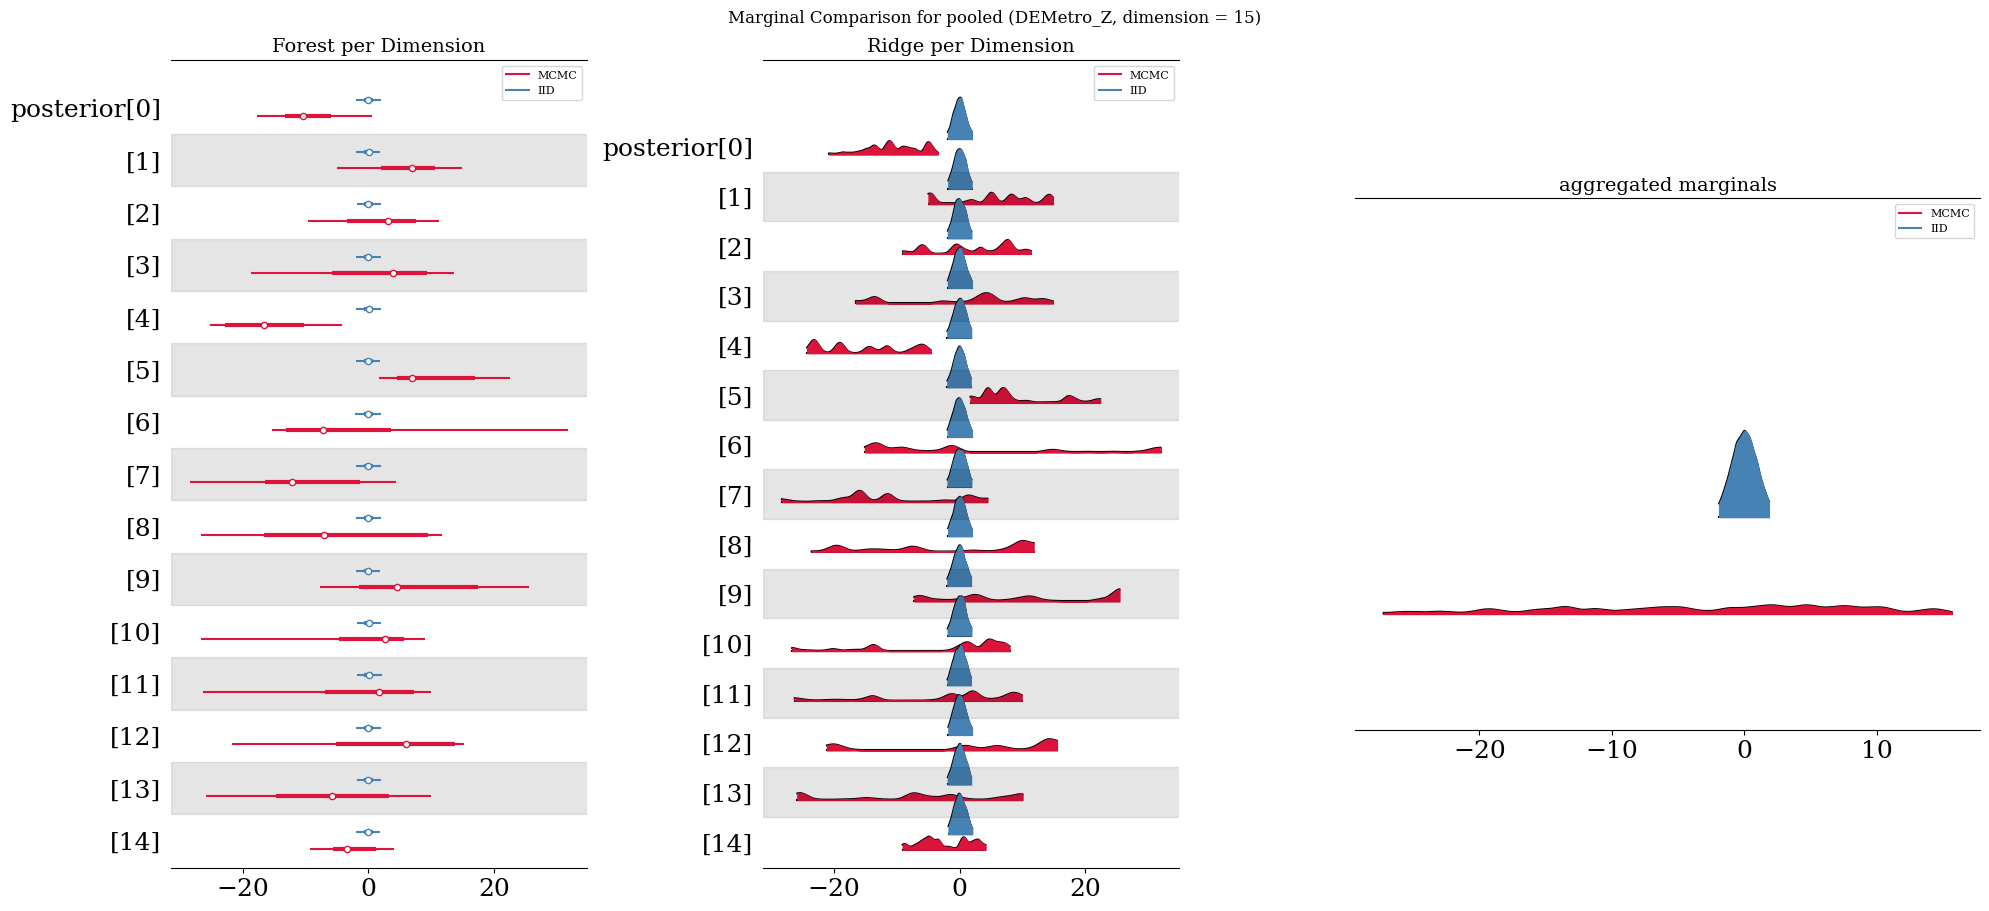 Marginal Comparison for pooled (DEMetro_Z, dimension = 15)
Forest per Dimension
MCMC
IID
posterior[0]
[1]
[2]
[3]
[4]
[5]
[6]
[7]
[8]
[9]
[10]
[11]
[12]
[13]
[14]
−20 0 20
Ridge per Dimension
MCMC
IID
posterior[0]
[1]
[2]
[3]
[4]
[5]
[6]
[7]
[8]
[9]
[10]
[11]
[12]
[13]
[14]
−20 0 20
aggregated marginals
MCMC
IID
−20 −10 0 10